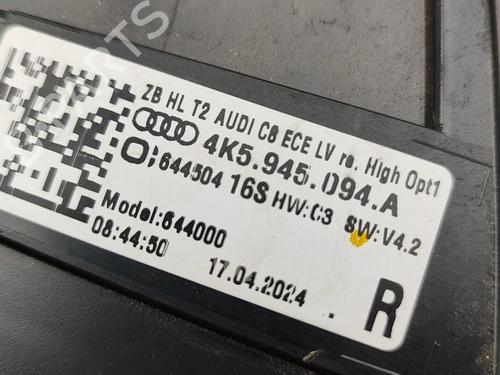 ZB HL T2 AUDI C8 ECE LV re. High Opt1
4K5.945.094.A
644504 16S HW:C3 SW:V4.2
Model:644000
08:44:50 17.04.2024
R